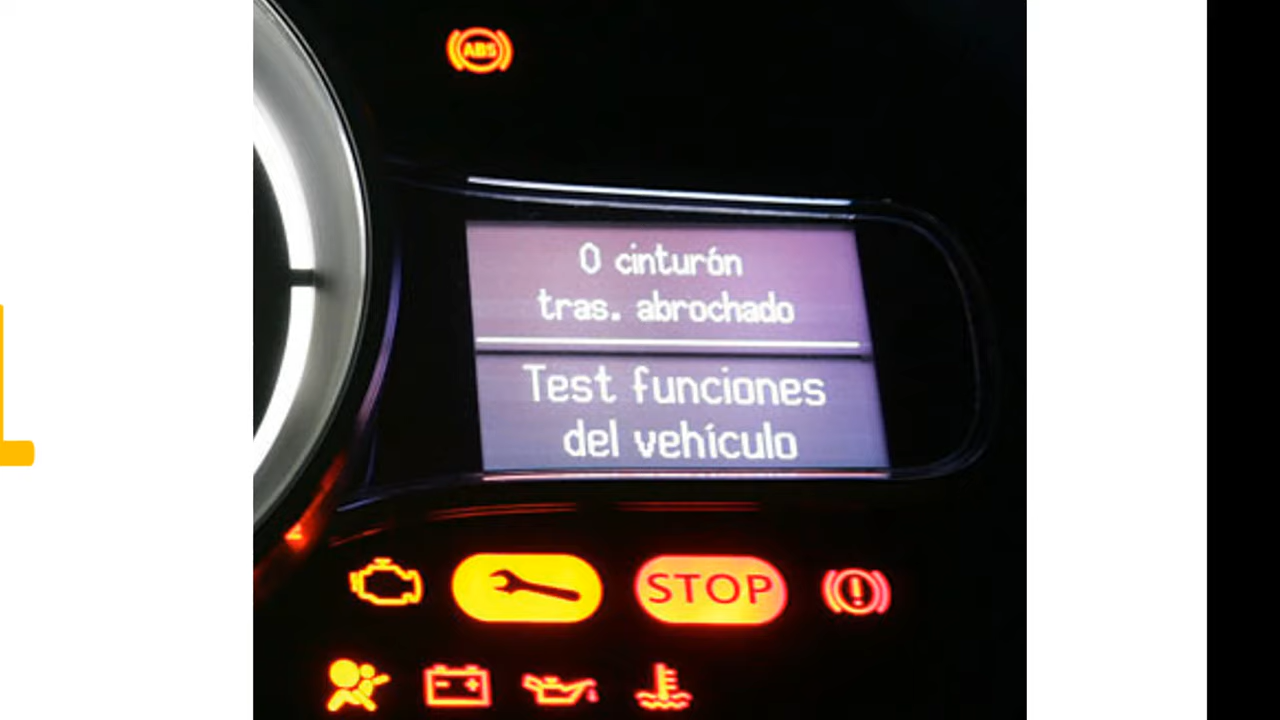 ABS
0 cinturón
tras. abrochado
Test funciones
del vehículo
STOP